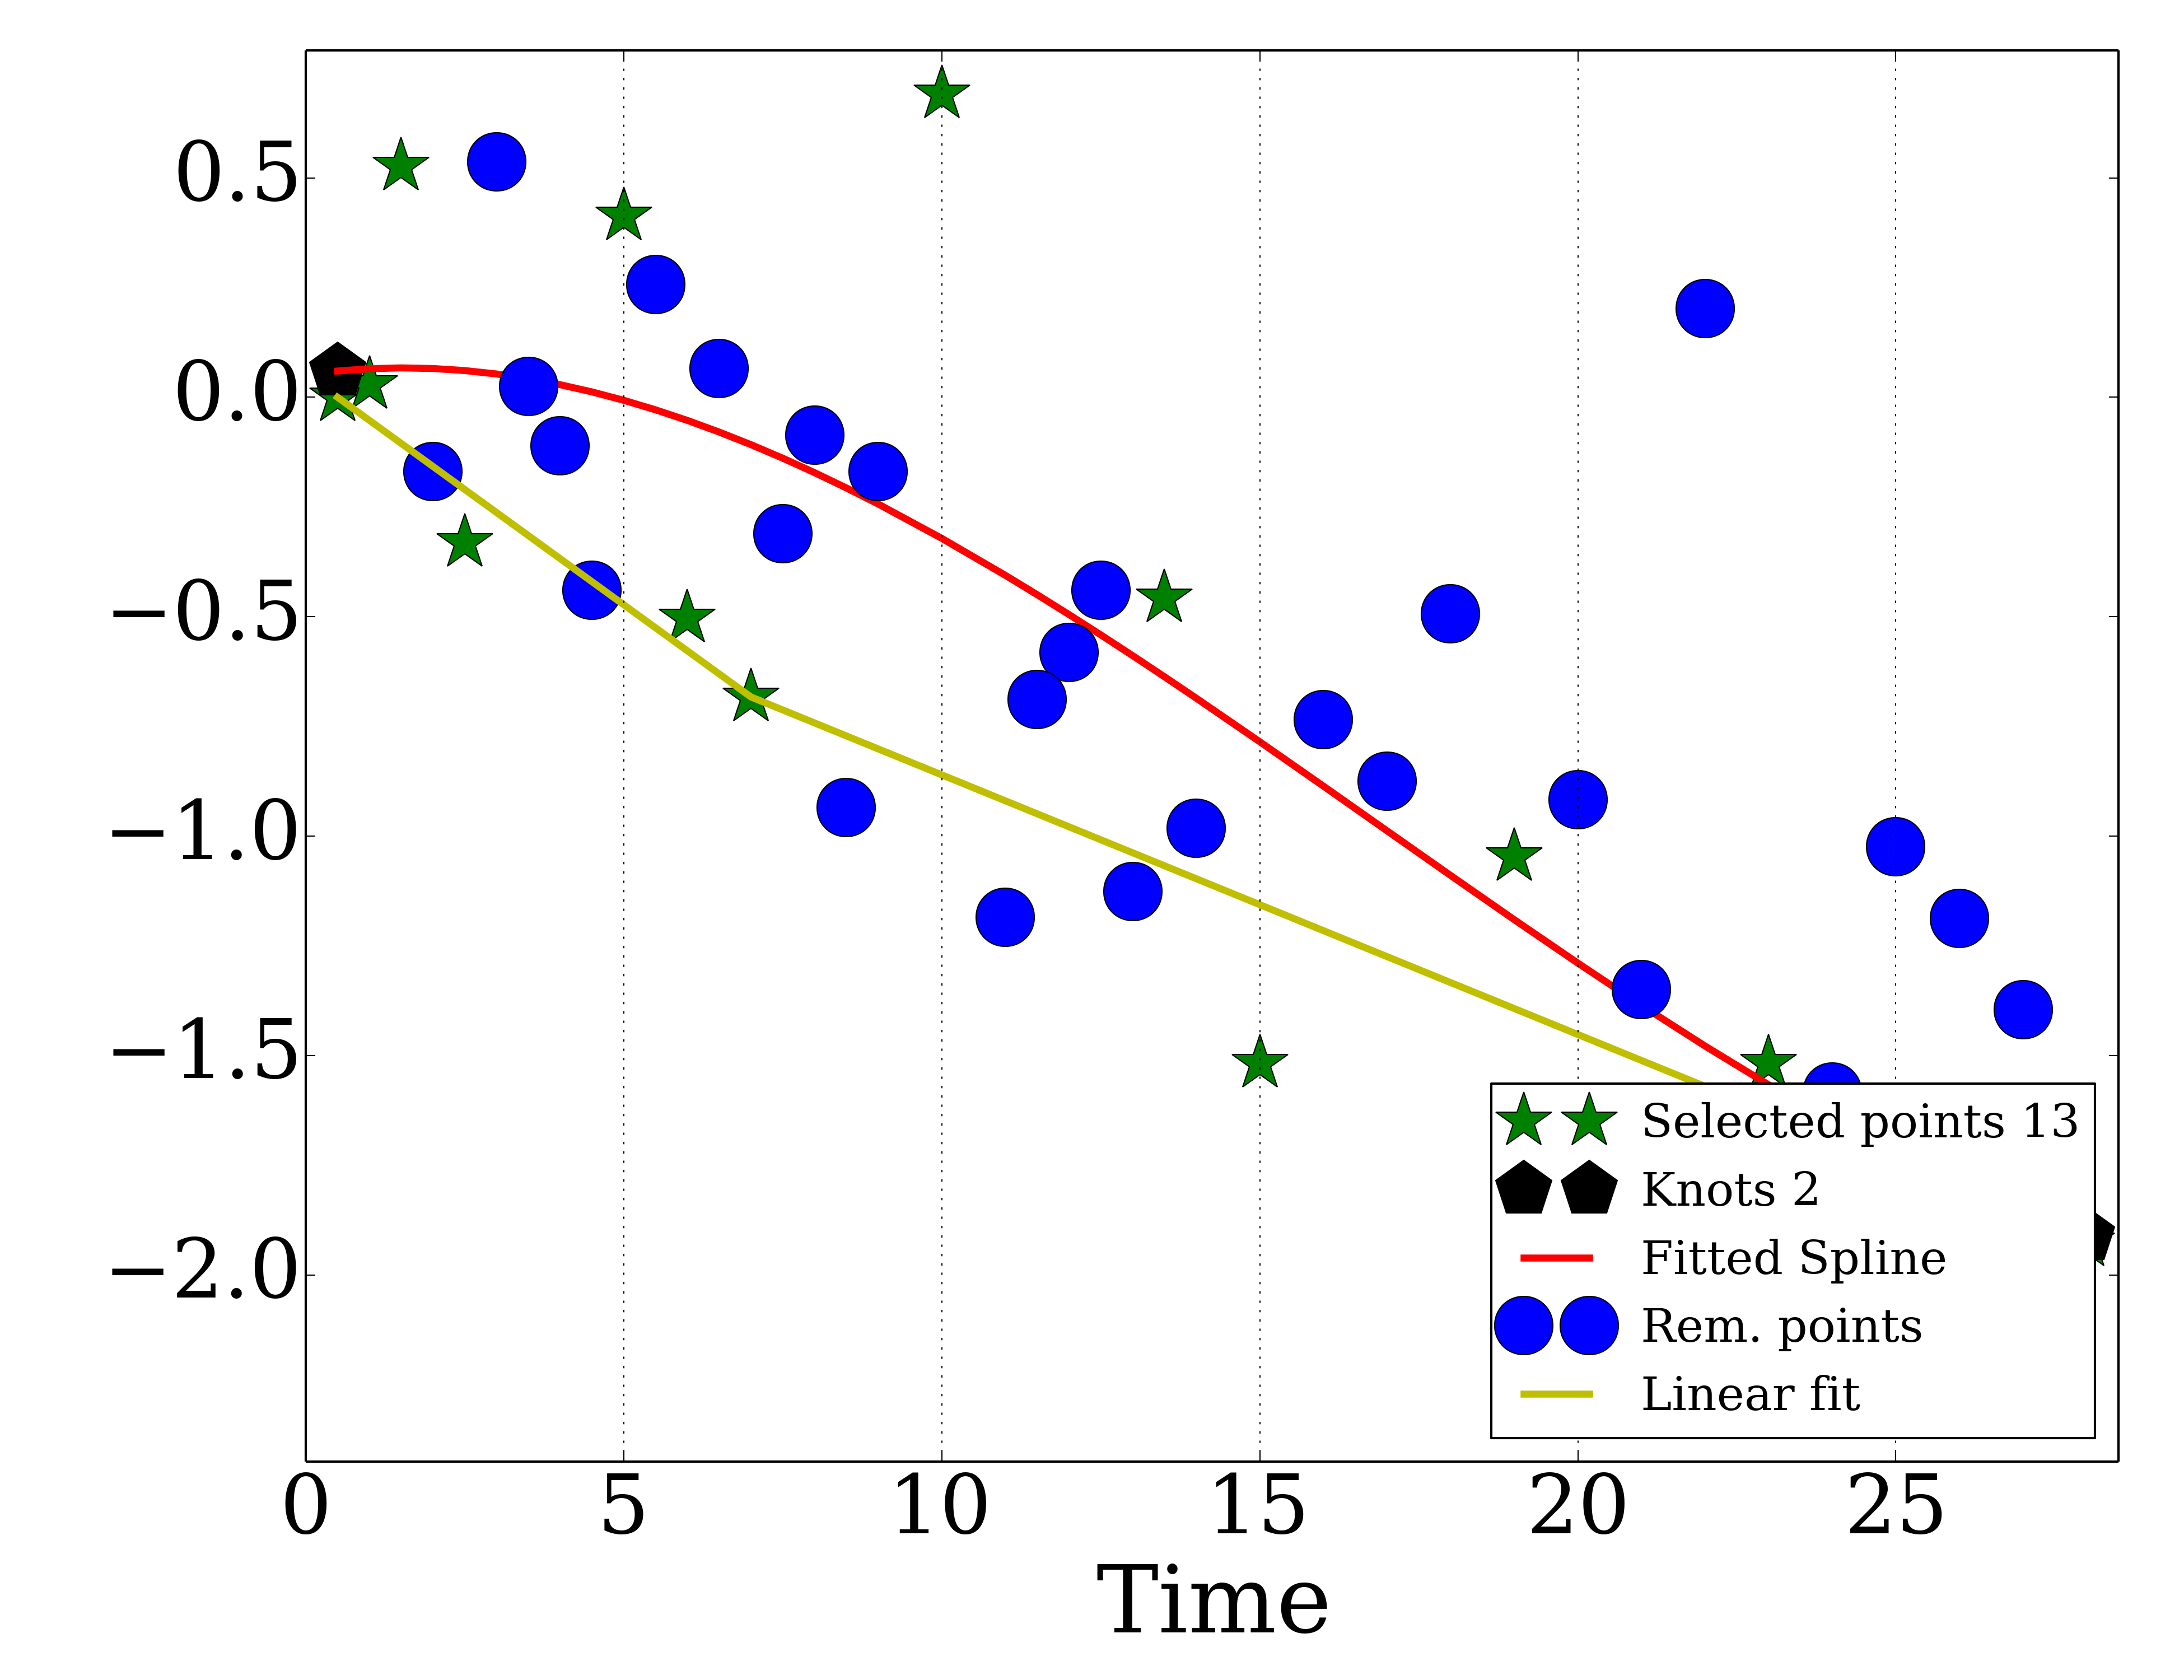 0.5
0.0
−0.5
−1.0
−1.5
−2.0
Selected points 13
Knots 2
Fitted Spline
Rem. points
Linear fit
0 5 10 15 20 25
Time